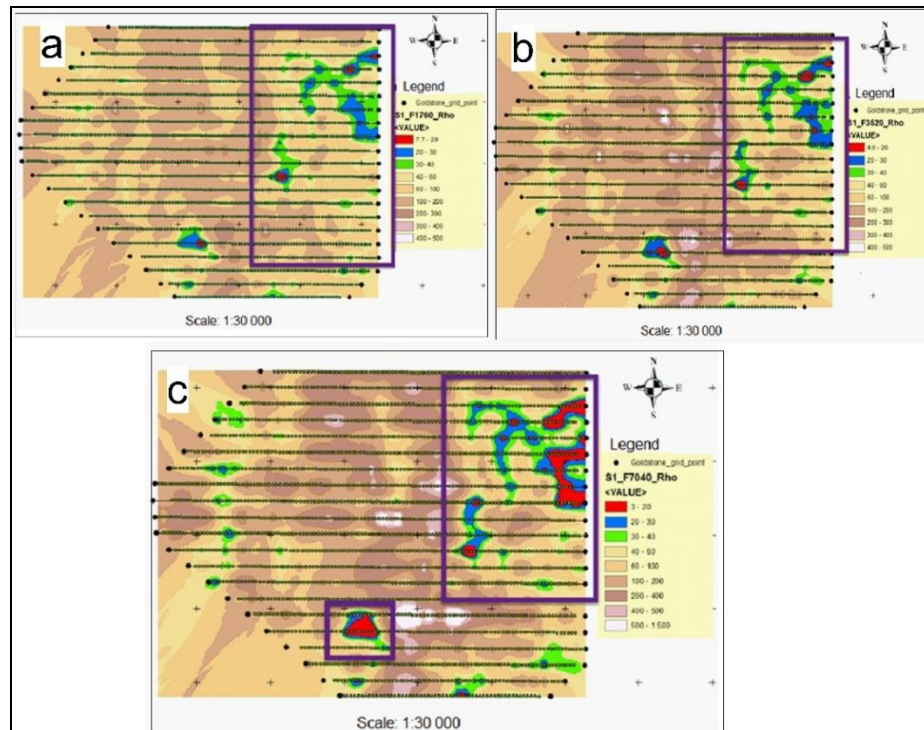 a
N
W E
S
Legend
Goldstone_grid_point
S1_F1760_Rho
<VALUE>
7.7 - 20
20 - 30
30 - 40
40 - 60
60 - 100
100 - 200
200 - 300
300 - 400
400 - 500
Scale: 1:30 000
b
N
W E
S
Legend
Goldstone_grid_point
S1_F3520_Rho
<VALUE>
20 - 30
30 - 40
40 - 60
60 - 100
100 - 200
200 - 300
300 - 400
400 - 500
Scale: 1:30 000
c
N
W E
S
Legend
Goldstone_grid_point
S1_F7040_Rho
<VALUE>
3 - 20
20 - 30
30 - 40
40 - 60
60 - 100
100 - 200
200 - 400
400 - 500
500 - 1 500
Scale: 1:30 000